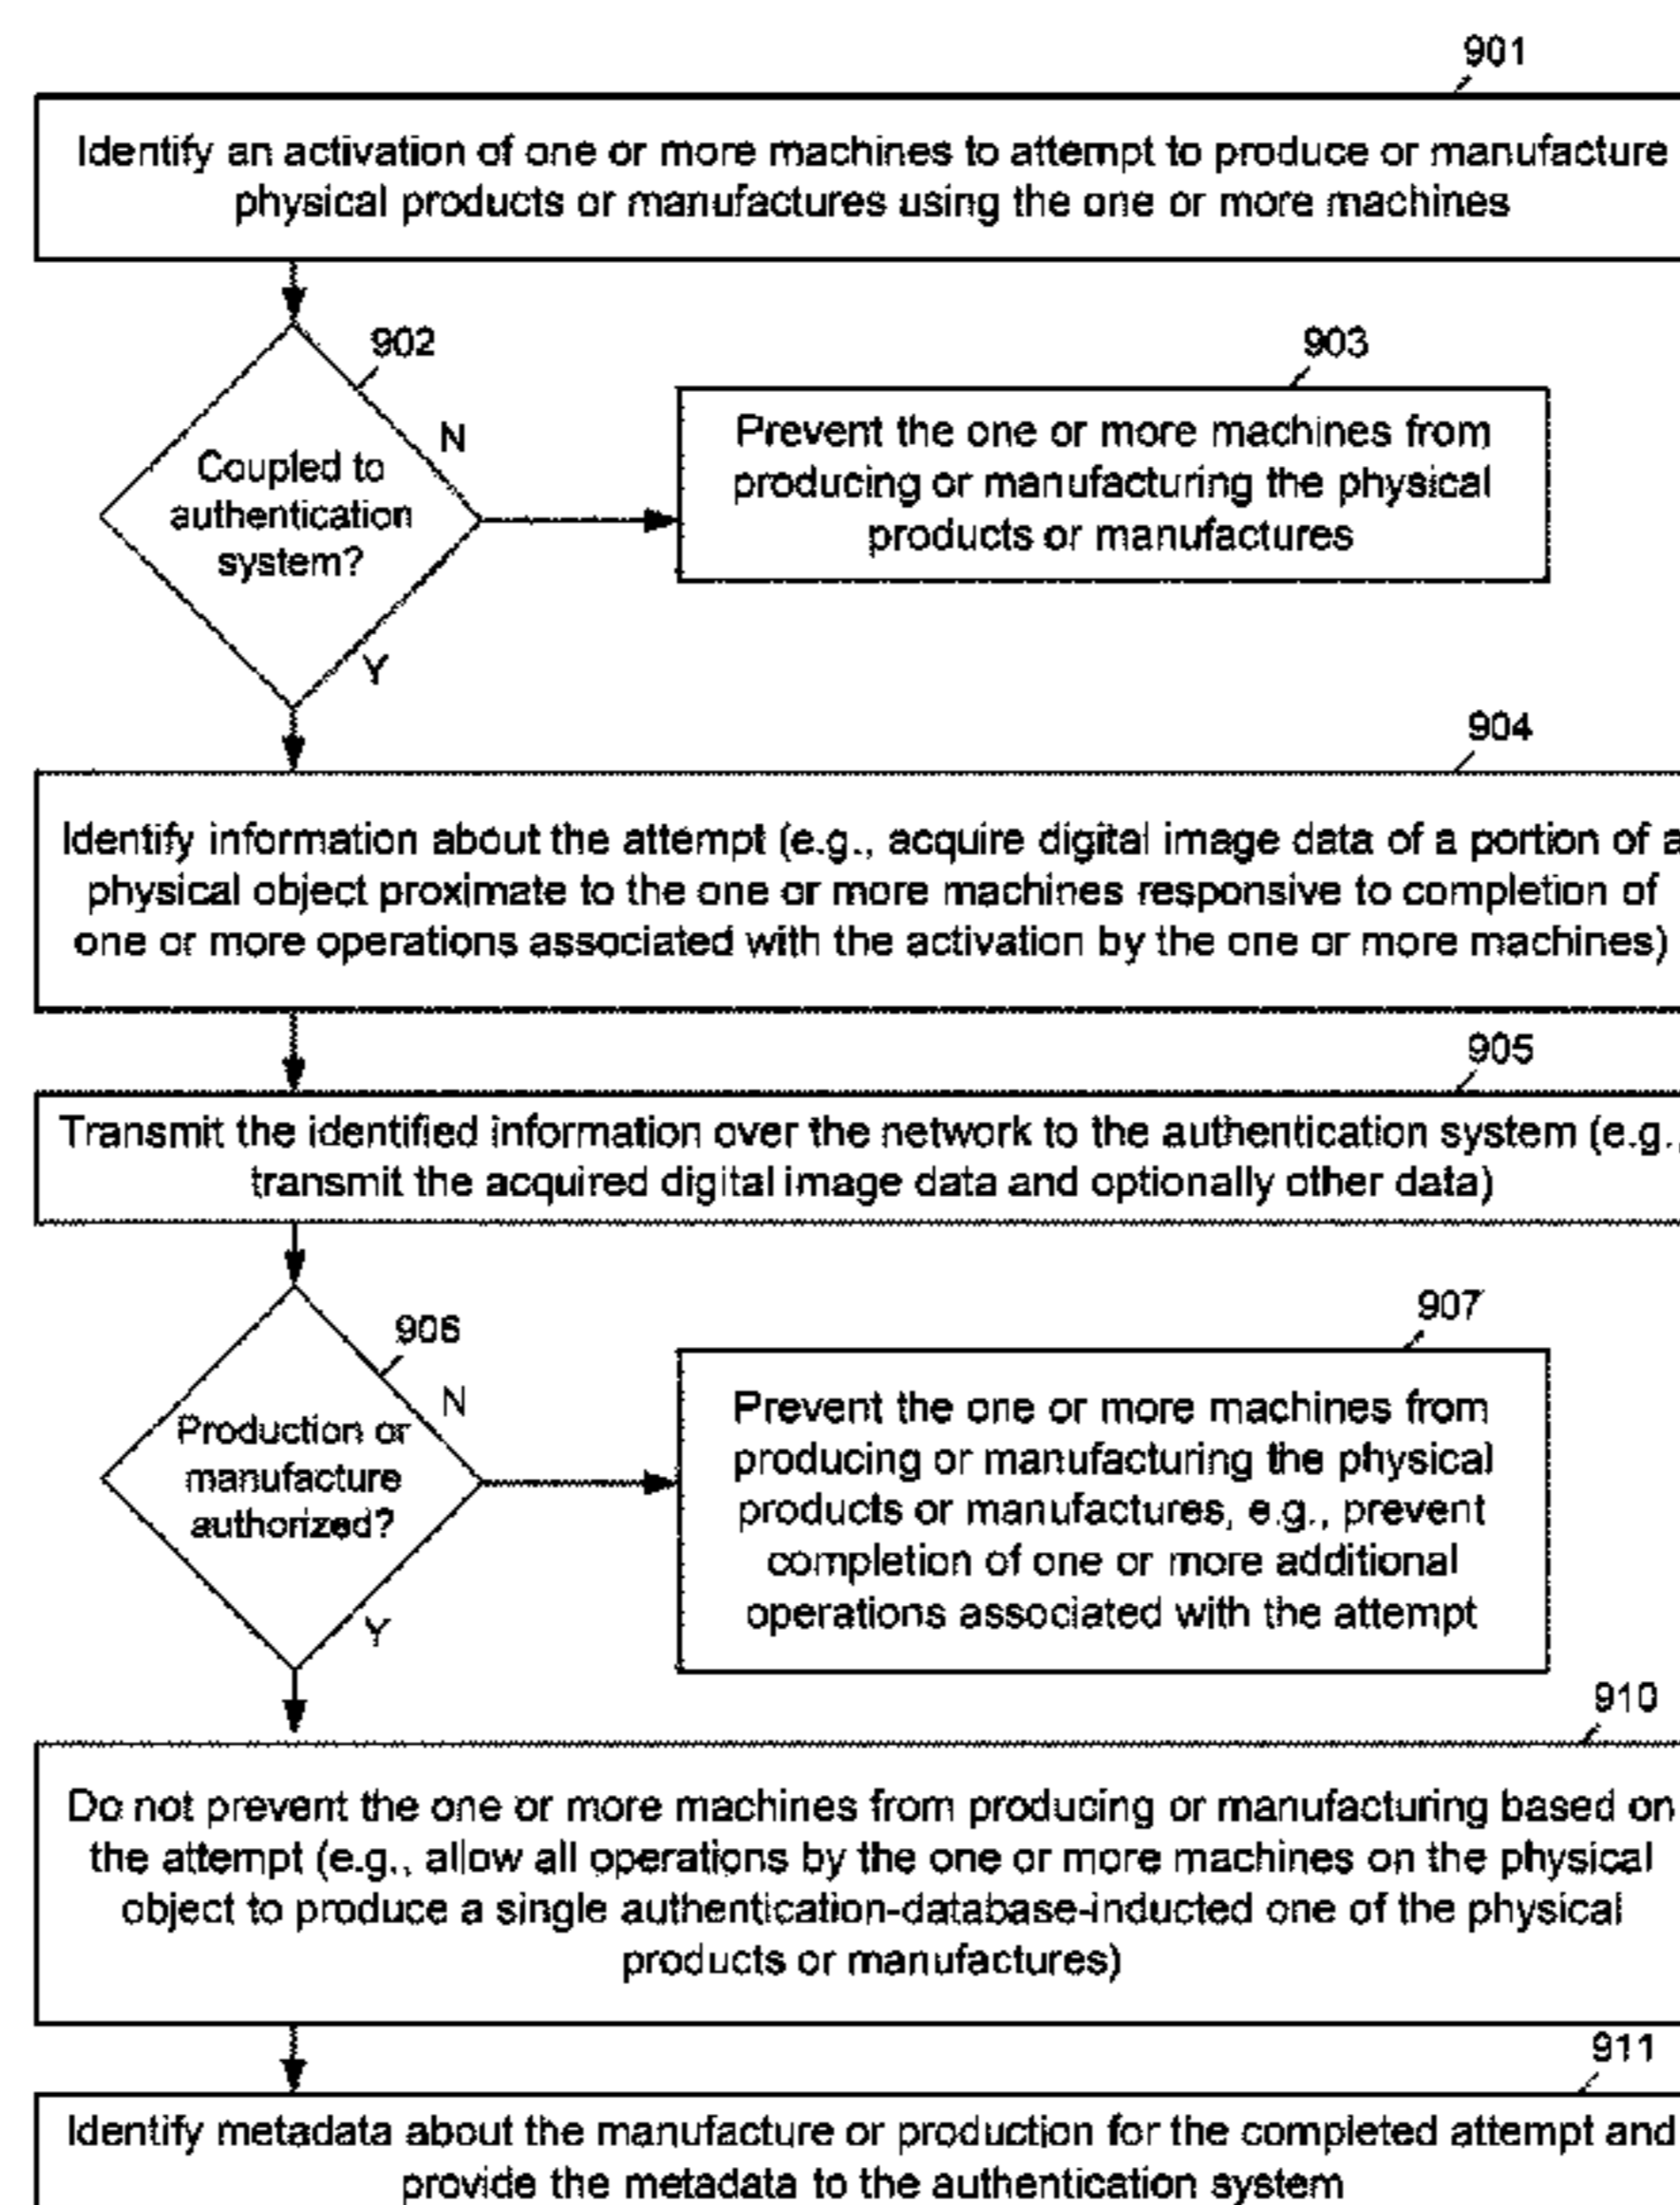 901
Identify an activation of one or more machines to attempt to produce or manufacture
physical products or manufactures using the one or more machines
902
903
N
Coupled to
authentication
system?
Prevent the one or more machines from
producing or manufacturing the physical
products or manufactures
Y
904
Identify information about the attempt (e.g., acquire digital image data of a portion of a
physical object proximate to the one or more machines responsive to completion of
one or more operations associated with the activation by the one or more machines)
905
Transmit the identified information over the network to the authentication system (e.g.,
transmit the acquired digital image data and optionally other data)
906
907
N
Production or
manufacture
authorized?
Prevent the one or more machines from
producing or manufacturing the physical
products or manufactures, e.g., prevent
completion of one or more additional
operations associated with the attempt
Y
910
Do not prevent the one or more machines from producing or manufacturing based on
the attempt (e.g., allow all operations by the one or more machines on the physical
object to produce a single authentication-database-inducted one of the physical
products or manufactures)
911
Identify metadata about the manufacture or production for the completed attempt and
provide the metadata to the authentication system